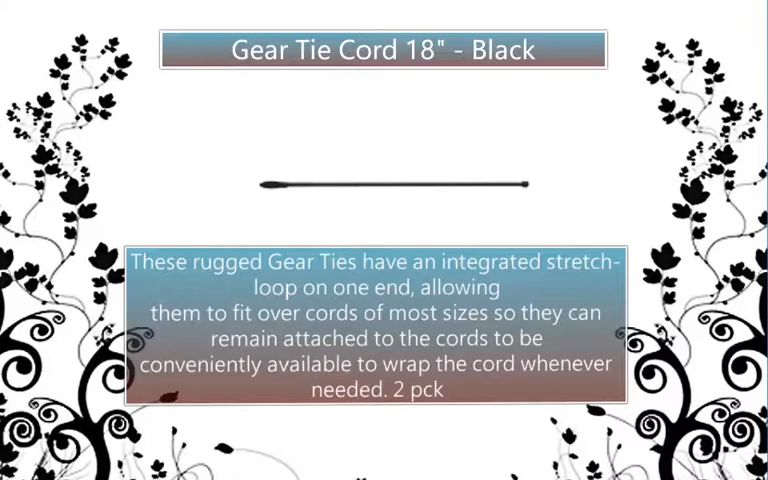 Gear Tie Cord 18" - Black
These rugged Gear Ties have an integrated stretch-
loop on one end, allowing
them to fit over cords of most sizes so they can
remain attached to the cords to be
conveniently available to wrap the cord whenever
needed. 2 pck